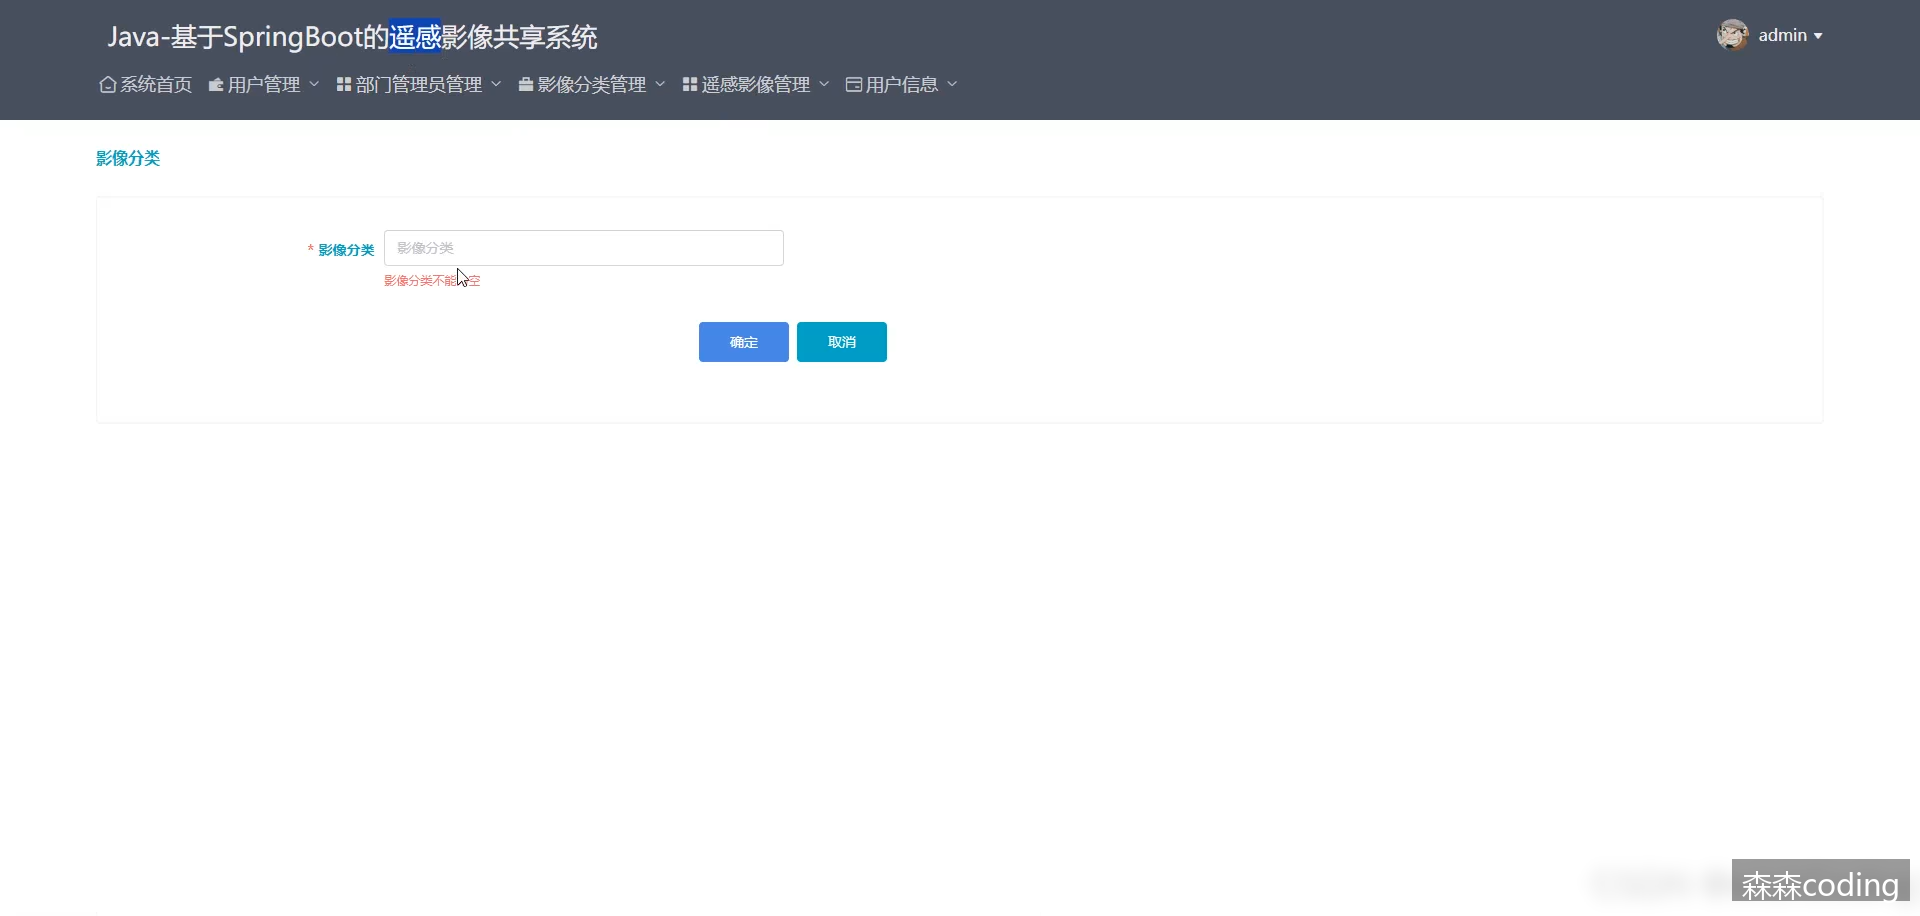 Java-基于SpringBoot的遥感影像共享系统
admin
系统首页 用户管理 部门管理员管理 影像分类管理 遥感影像管理 用户信息
影像分类
* 影像分类 影像分类
影像分类不能 空
确定 取消
森森coding